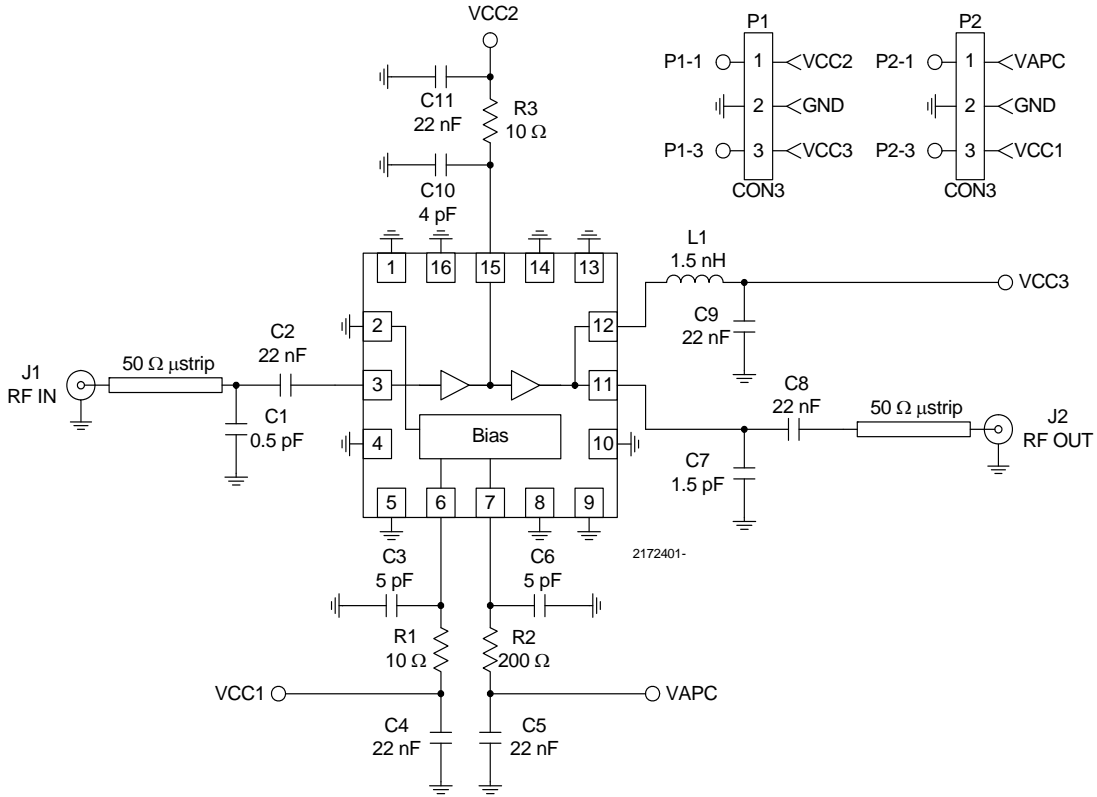 VCC2
P1
P2
P1-1
1
VCC2
P2-1
1
VAPC
C11
22 nF
R3
10 Ω
2
GND
2
GND
P1-3
3
VCC3
P2-3
3
VCC1
C10
4 pF
CON3
CON3
1
16
15
14
13
L1
1.5 nH
VCC3
2
12
C9
22 nF
C2
22 nF
J1
RF IN
50 Ω μstrip
3
11
C8
22 nF
50 Ω μstrip
J2
RF OUT
C1
0.5 pF
4
Bias
10
C7
1.5 pF
5
6
7
8
9
2172401-
C3
5 pF
C6
5 pF
R1
10 Ω
R2
200 Ω
VCC1
VAPC
C4
22 nF
C5
22 nF